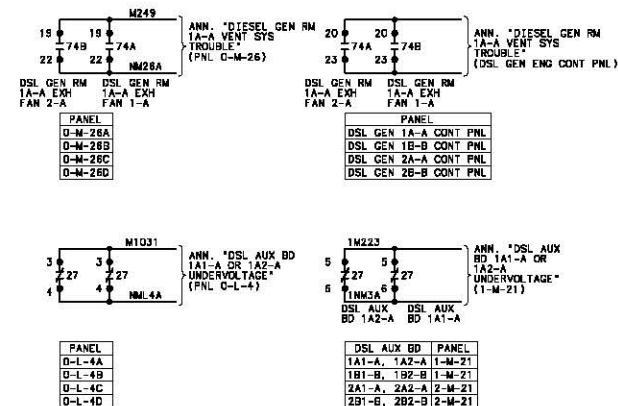 M249
19 19
74B 74A
22 22
NM26A
ANN. "DIESEL GEN RM
1A-A VENT SYS
TROUBLE"
(PNL 0-M-26)
DSL GEN RM DSL GEN RM
1A-A EXH 1A-A EXH
FAN 2-A FAN 1-A
PANEL
0-M-26A
0-M-26B
0-M-26C
0-M-26D
20 20
74A 74B
23 23
ANN. "DIESEL GEN RM
1A-A VENT SYS
TROUBLE"
(DSL GEN ENG CONT PNL)
DSL GEN RM DSL GEN RM
1A-A EXH 1A-A EXH
FAN 2-A FAN 1-A
PANEL
DSL GEN 1A-A CONT PNL
DSL GEN 1B-B CONT PNL
DSL GEN 2A-A CONT PNL
DSL GEN 2B-B CONT PNL
M1031
3 3
27 27
4 4
NML4A
ANN. "DSL AUX BD
1A1-A OR 1A2-A
UNDERVOLTAGE"
(PNL 0-L-4)
PANEL
0-L-4A
0-L-4B
0-L-4C
0-L-4D
1M223
5 5
27 27
6 6
1NM3A
ANN. "DSL AUX
BD 1A1-A OR
1A2-A
UNDERVOLTAGE"
(1-M-21)
DSL AUX DSL AUX
BD 1A2-A BD 1A1-A
DSL AUX BD PANEL
1A1-A, 1A2-A 1-M-21
1B1-B, 1B2-B 1-M-21
2A1-A, 2A2-A 2-M-21
2B1-B, 2B2-B 2-M-21